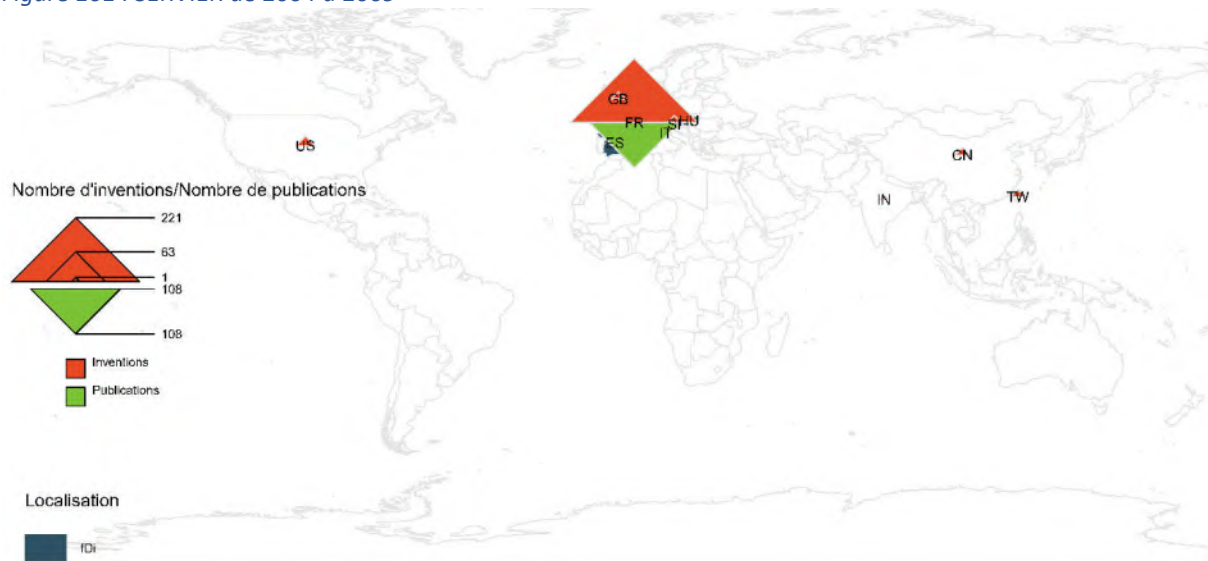 GB
HU
SI
FR
IT
ES
US
CN
IN
TW
Nombre d'inventions/Nombre de publications
221
63
1
108
108
Inventions
Publications
Localisation
fDi